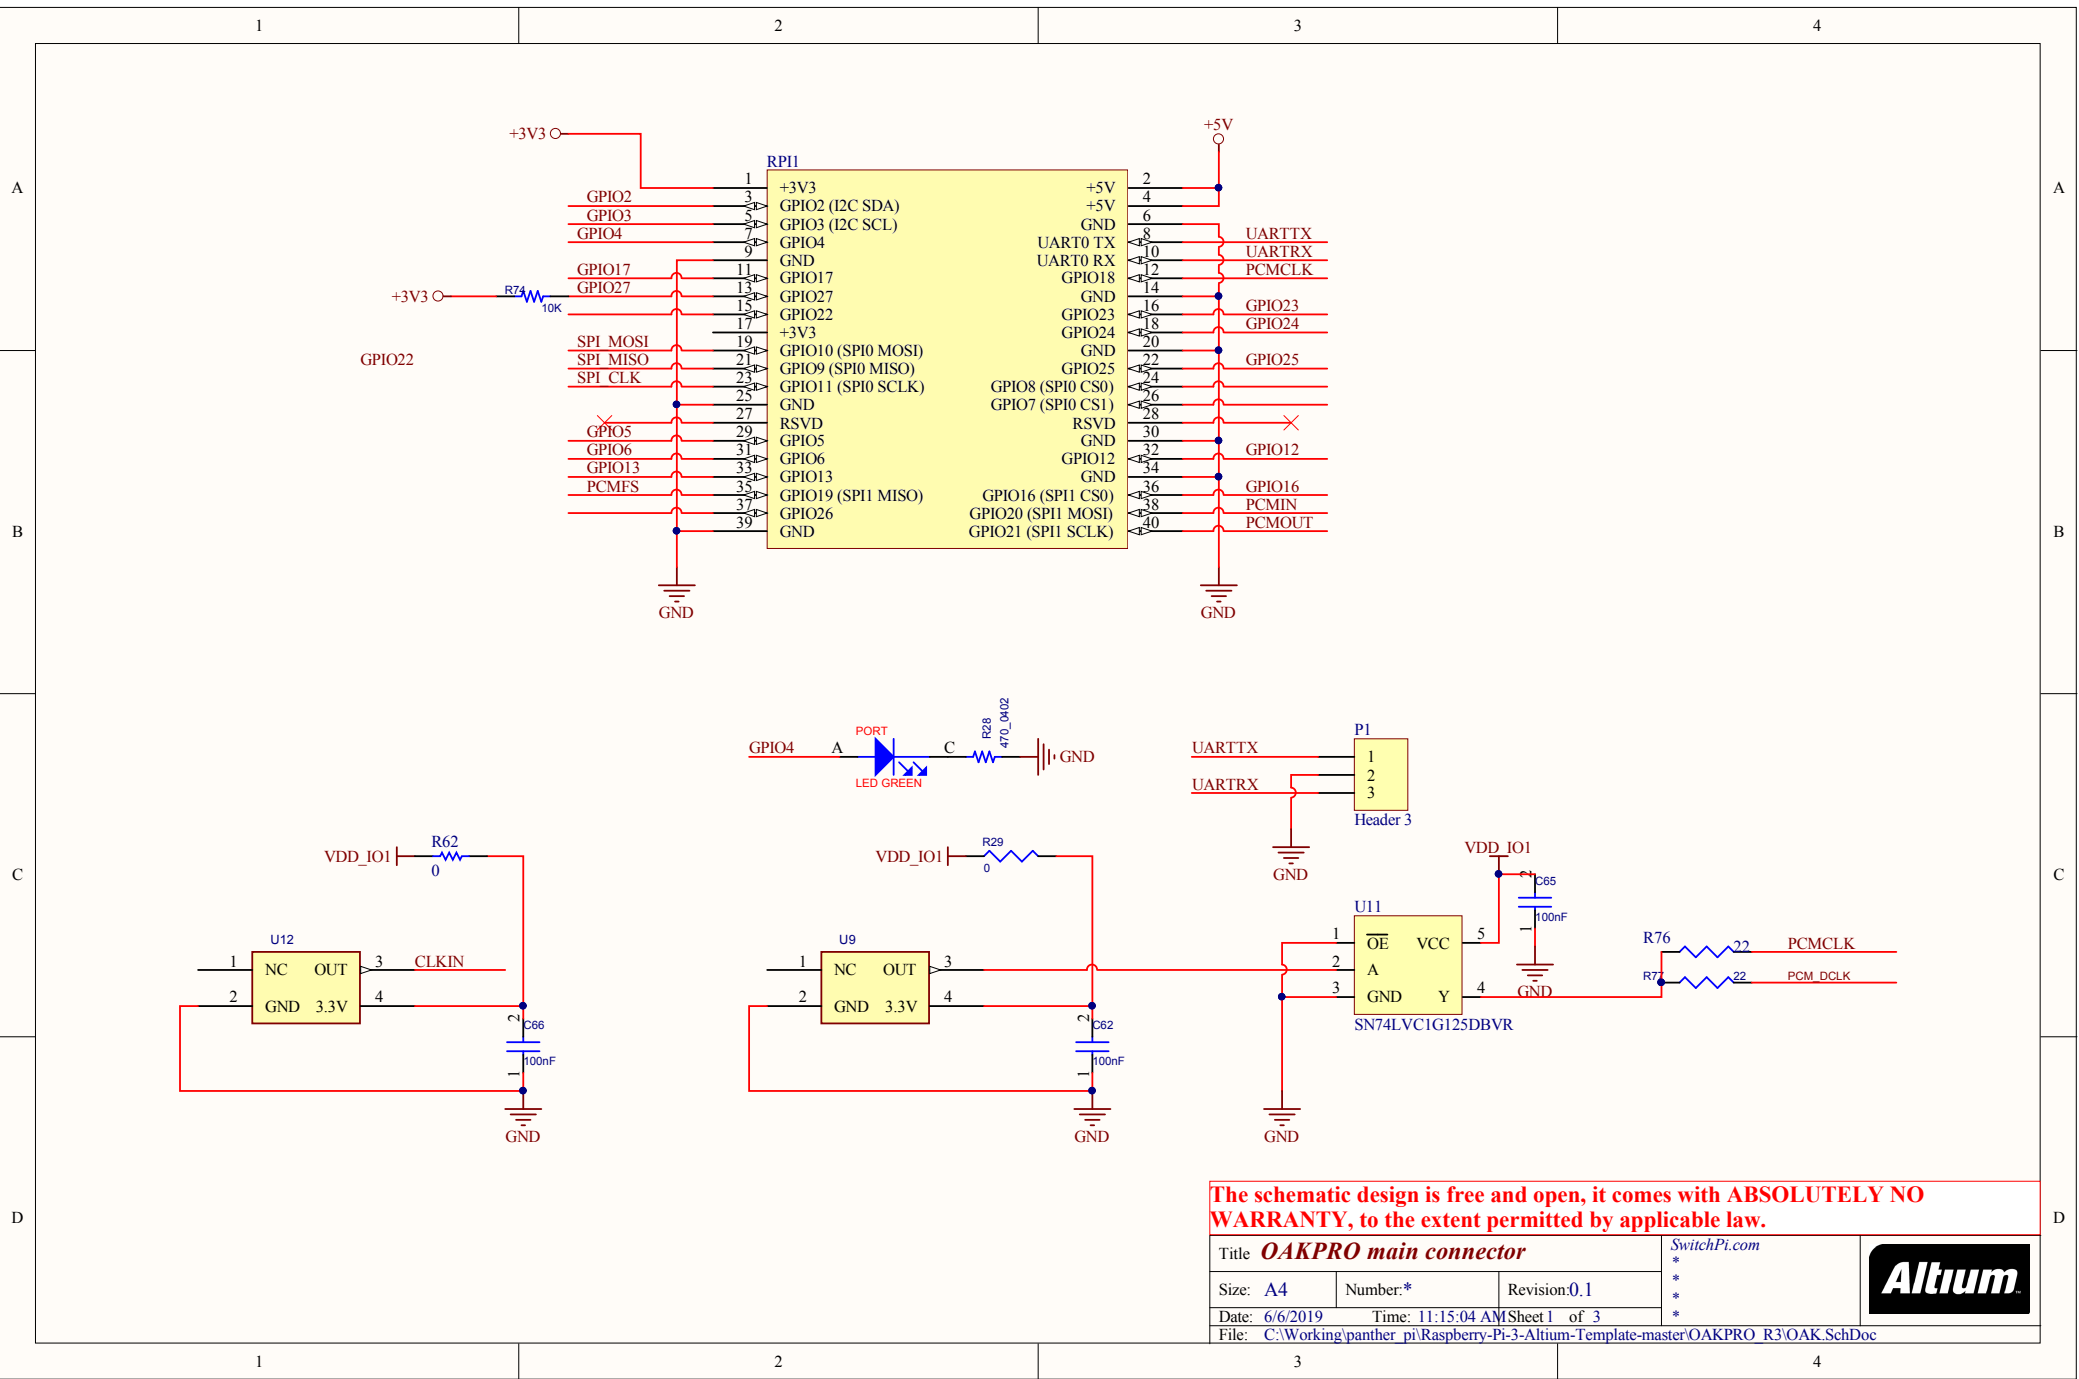 1 2 3 4
A A
+3V3
+5V
RPI1
1 +3V3 +5V 2
GPIO2 3 GPIO2 (I2C SDA) +5V 4
GPIO3 5 GPIO3 (I2C SCL) GND 6
GPIO4 7 GPIO4 UART0 TX 8 UARTTX
9 GND UART0 RX 10 UARTRX
GPIO17 11 GPIO17 GPIO18 12 PCMCLK
+3V3 R74 10K GPIO27 13 GPIO27 GND 14
15 GPIO22 GPIO23 16 GPIO23
17 +3V3 GPIO24 18 GPIO24
SPI_MOSI 19 GPIO10 (SPI0 MOSI) GND 20
GPIO22 SPI_MISO 21 GPIO9 (SPI0 MISO) GPIO25 22 GPIO25
SPI_CLK 23 GPIO11 (SPI0 SCLK) GPIO8 (SPI0 CS0) 24
25 GND GPIO7 (SPI0 CS1) 26
27 RSVD RSVD 28
GPIO5 29 GPIO5 GND 30
GPIO6 31 GPIO6 GPIO12 32 GPIO12
GPIO13 33 GPIO13 GND 34
PCMFS 35 GPIO19 (SPI1 MISO) GPIO16 (SPI1 CS0) 36 GPIO16
37 GPIO26 GPIO20 (SPI1 MOSI) 38 PCMIN
39 GND GPIO21 (SPI1 SCLK) 40 PCMOUT
B B
GND GND
PORT
GPIO4 A C R28 470_0402 GND
LED GREEN
P1
UARTTX 1
2
UARTRX 3
Header 3
GND
C C
VDD_IO1 R62 0
U12
1 NC OUT 3 CLKIN
2 GND 3.3V 4
2 C66
100nF
1
GND
VDD_IO1 R29 0
U9
1 NC OUT 3
2 GND 3.3V 4
2 C62
100nF
1
GND
VDD_IO1
2 C65
100nF
1
GND
U11
1 OE VCC 5
2 A
3 GND Y 4
SN74LVC1G125DBVR
GND
R76 22 PCMCLK
R77 22 PCM_DCLK
D D
The schematic design is free and open, it comes with ABSOLUTELY NO
WARRANTY, to the extent permitted by applicable law.
Title OAKPRO main connector
SwitchPi.com
*
*
*
*
Size: A4 Number:* Revision:0.1
Date: 6/6/2019 Time: 11:15:04 AM Sheet 1 of 3
File: C:\Working\panther_pi\Raspberry-Pi-3-Altium-Template-master\OAKPRO_R3\OAK.SchDoc
Altium
1 2 3 4